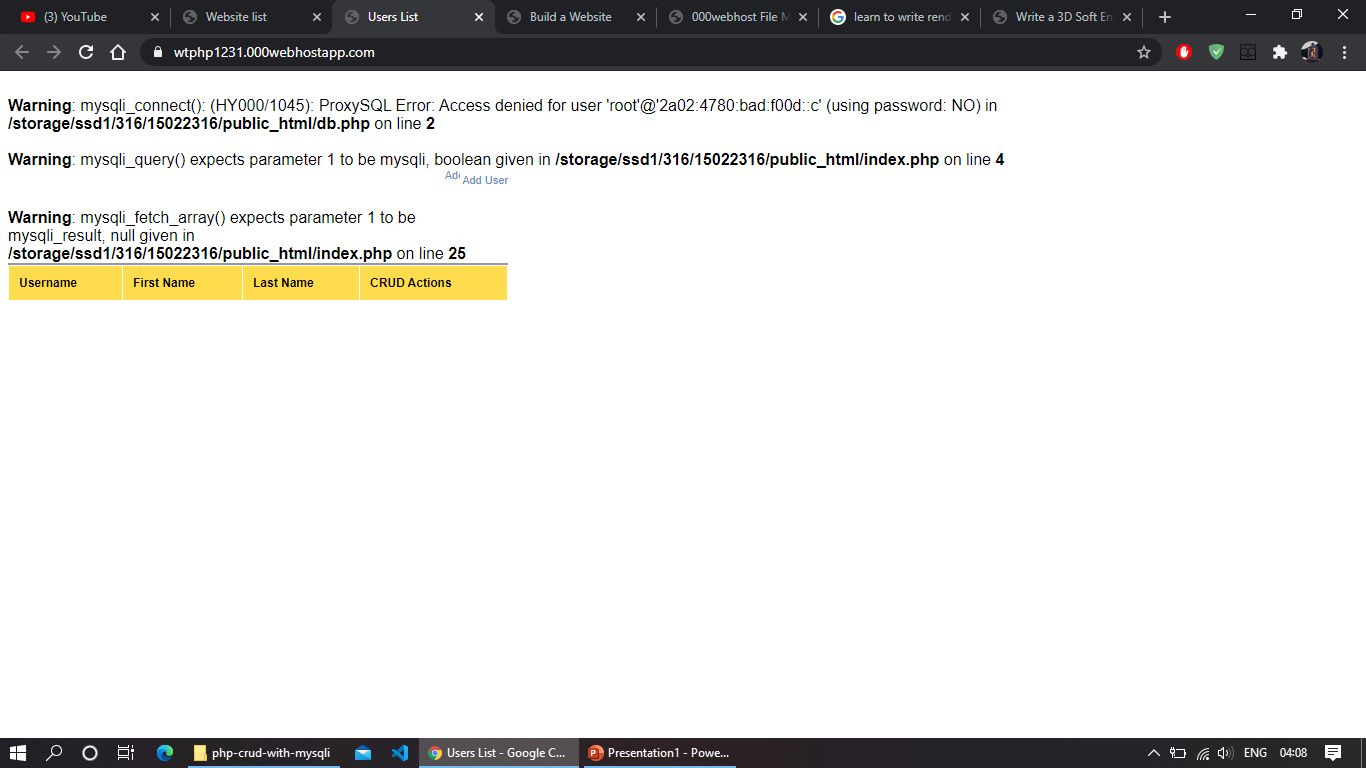 (3) YouTube
Website list
Users List
Build a Website
000webhost File M
learn to write rend
Write a 3D Soft En
wtphp1231.000webhostapp.com
Warning: mysqli_connect(): (HY000/1045): ProxySQL Error: Access denied for user 'root'@'2a02:4780:bad:f00d::c' (using password: NO) in
/storage/ssd1/316/15022316/public_html/db.php on line 2
Warning: mysqli_query() expects parameter 1 to be mysqli, boolean given in /storage/ssd1/316/15022316/public_html/index.php on line 4
Add User
Warning: mysqli_fetch_array() expects parameter 1 to be
mysqli_result, null given in
/storage/ssd1/316/15022316/public_html/index.php on line 25
Username First Name Last Name CRUD Actions
php-crud-with-mysqli
Users List - Google C...
Presentation1 - Powe...
ENG
04:08